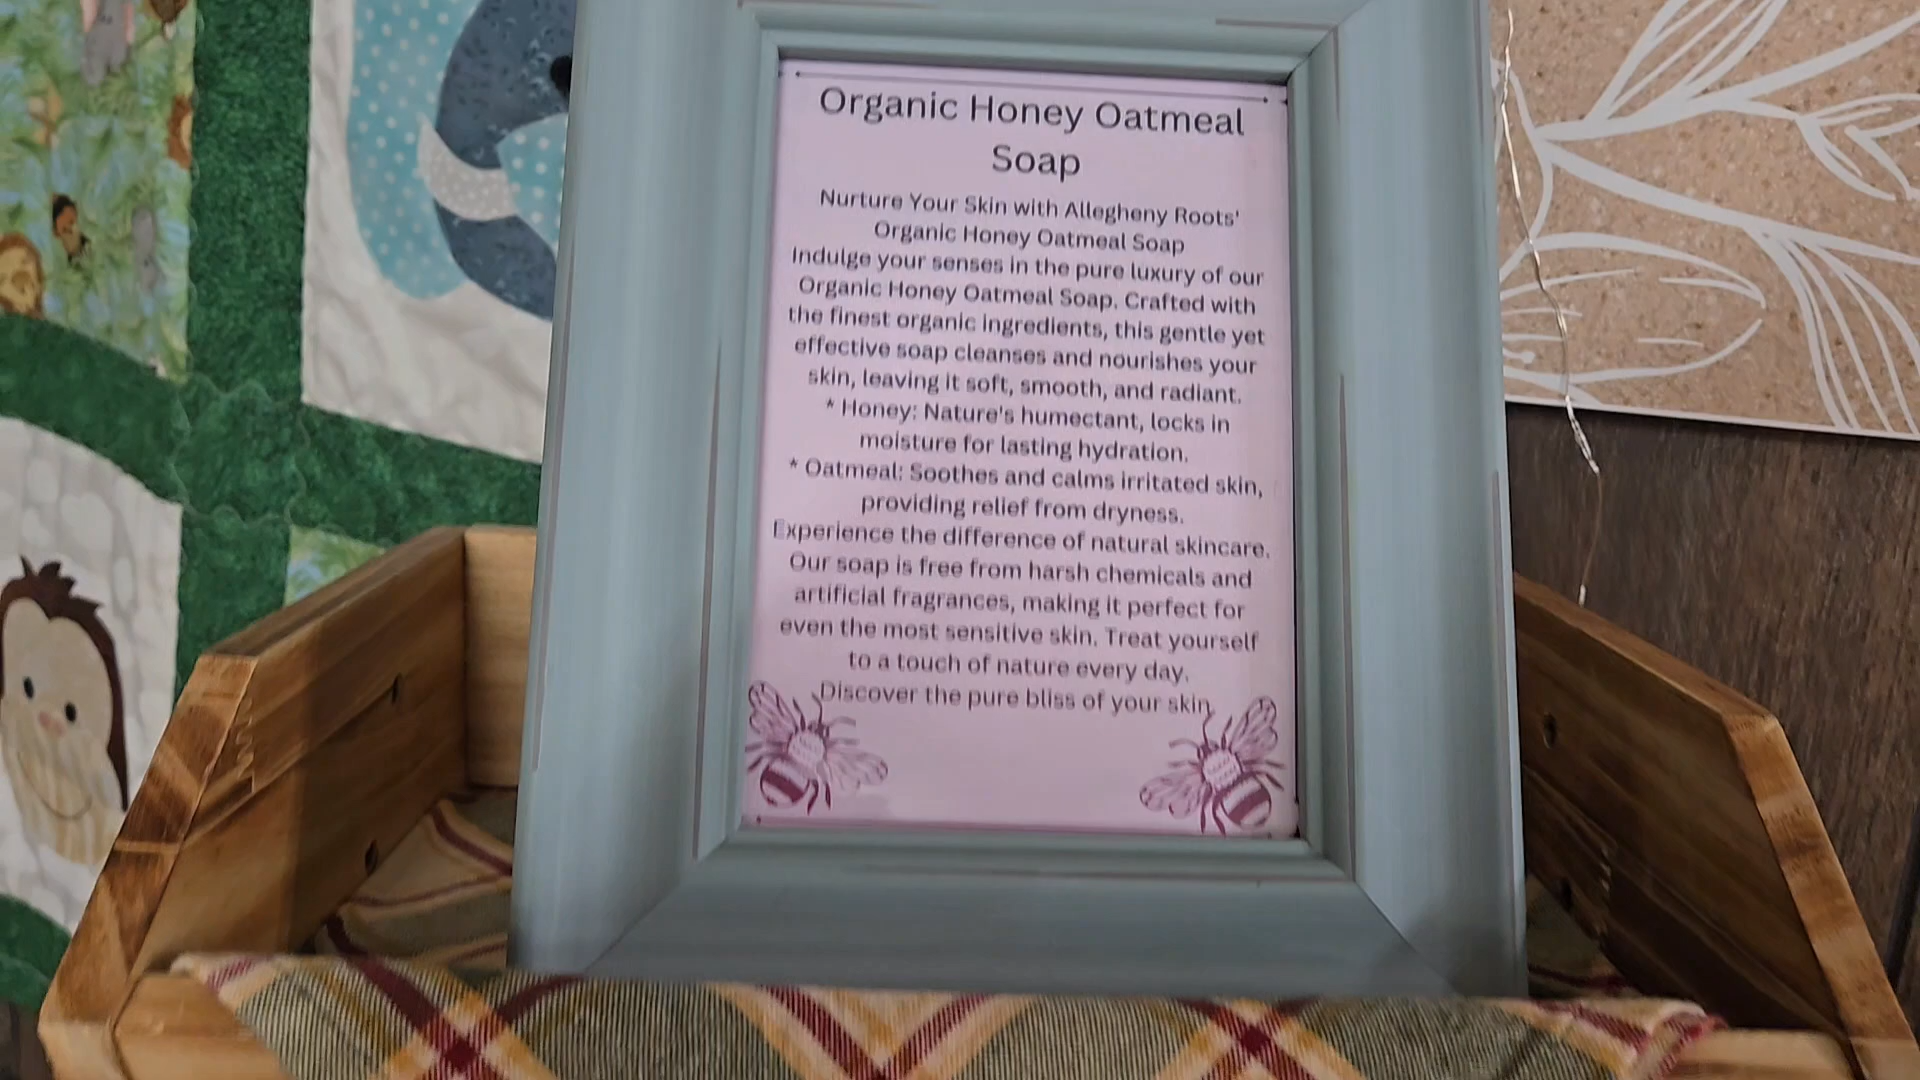 Organic Honey Oatmeal
Soap
Nurture Your Skin with Allegheny Roots'
Organic Honey Oatmeal Soap
Indulge your senses in the pure luxury of our
Organic Honey Oatmeal Soap. Crafted with
the finest organic ingredients, this gentle yet
effective soap cleanses and nourishes your
skin, leaving it soft, smooth, and radiant.
* Honey: Nature's humectant, locks in
moisture for lasting hydration.
* Oatmeal: Soothes and calms irritated skin,
providing relief from dryness.
Experience the difference of natural skincare.
Our soap is free from harsh chemicals and
artificial fragrances, making it perfect for
even the most sensitive skin. Treat yourself
to a touch of nature every day.
Discover the pure bliss of your skin